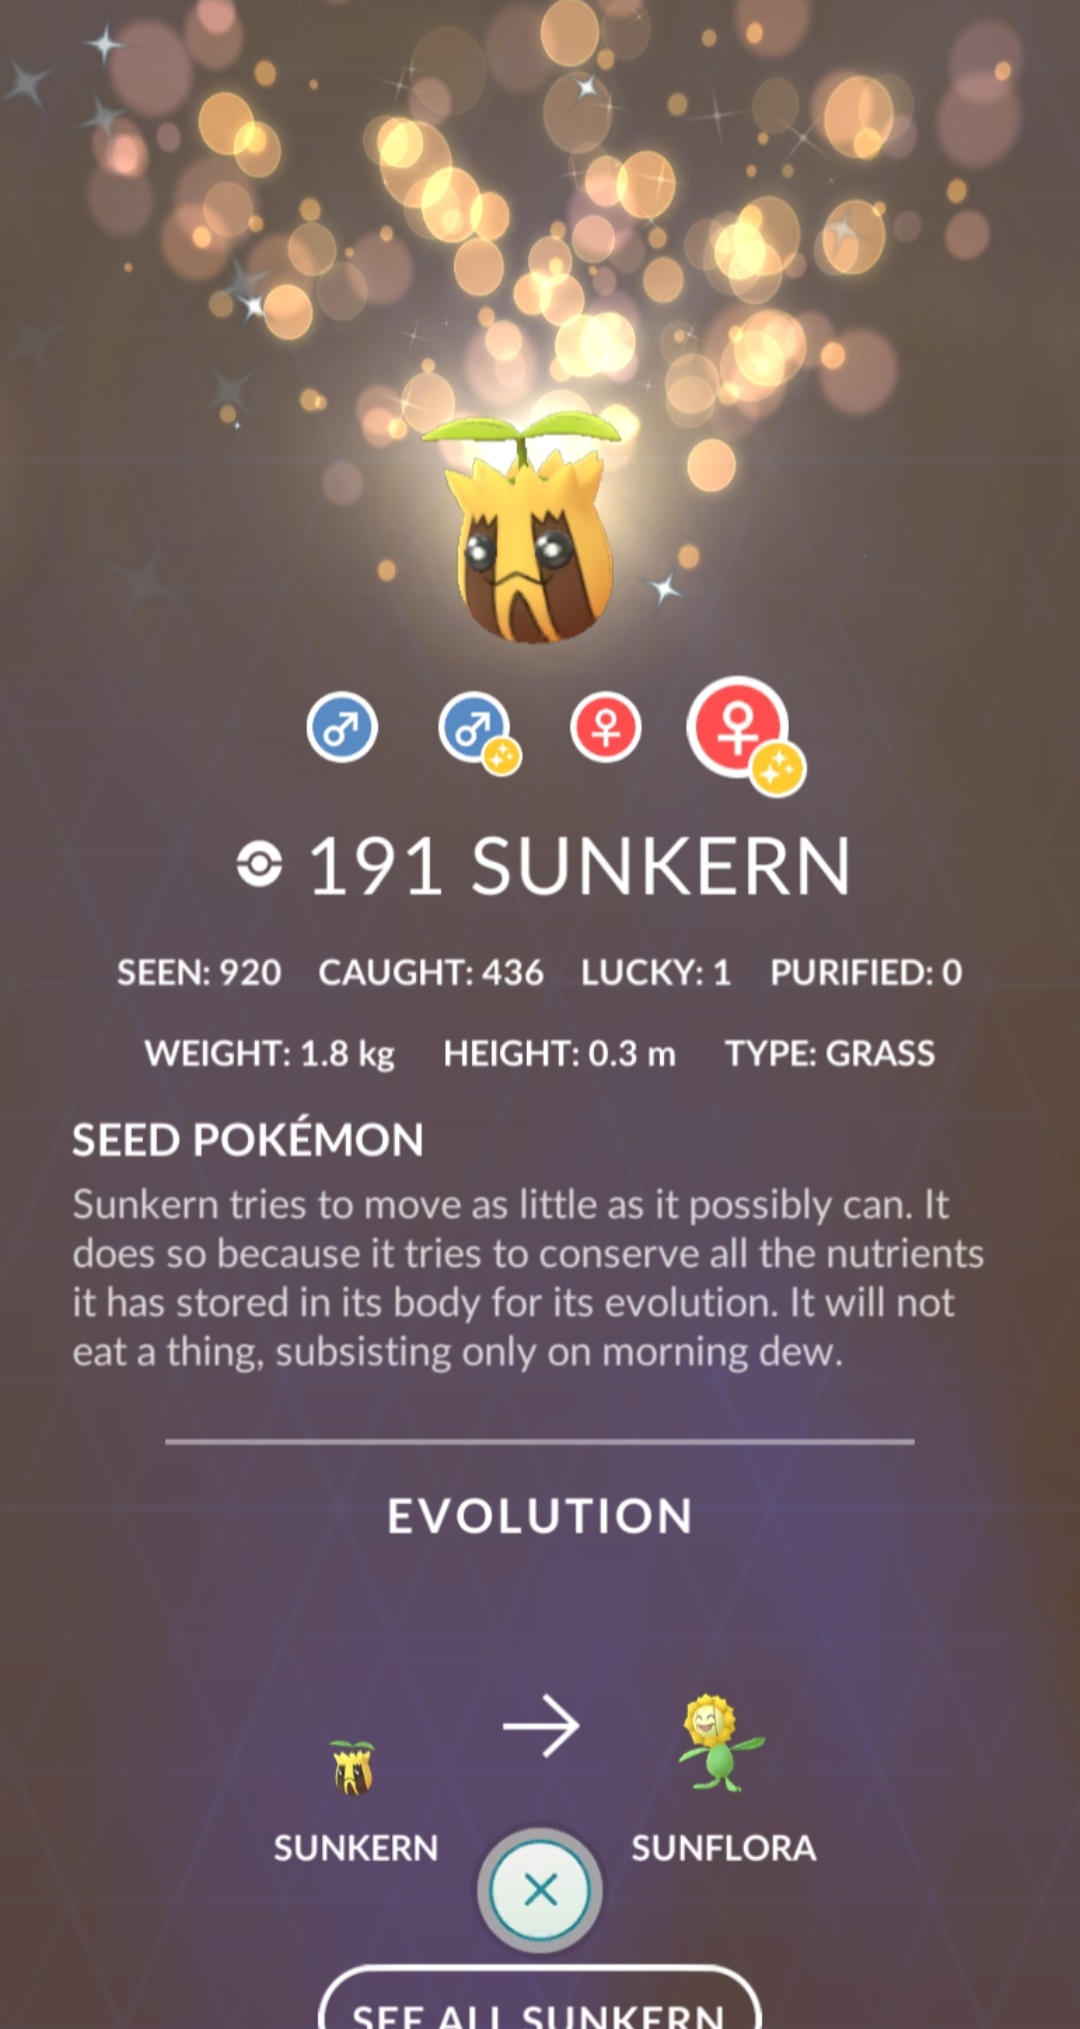 191 SUNKERN
SEEN: 920 CAUGHT: 436 LUCKY: 1 PURIFIED: 0
WEIGHT: 1.8 kg HEIGHT: 0.3 m TYPE: GRASS
SEED POKÉMON
Sunkern tries to move as little as it possibly can. It
does so because it tries to conserve all the nutrients
it has stored in its body for its evolution. It will not
eat a thing, subsisting only on morning dew.
EVOLUTION
SUNKERN SUNFLORA
SEE ALL SUNKERN